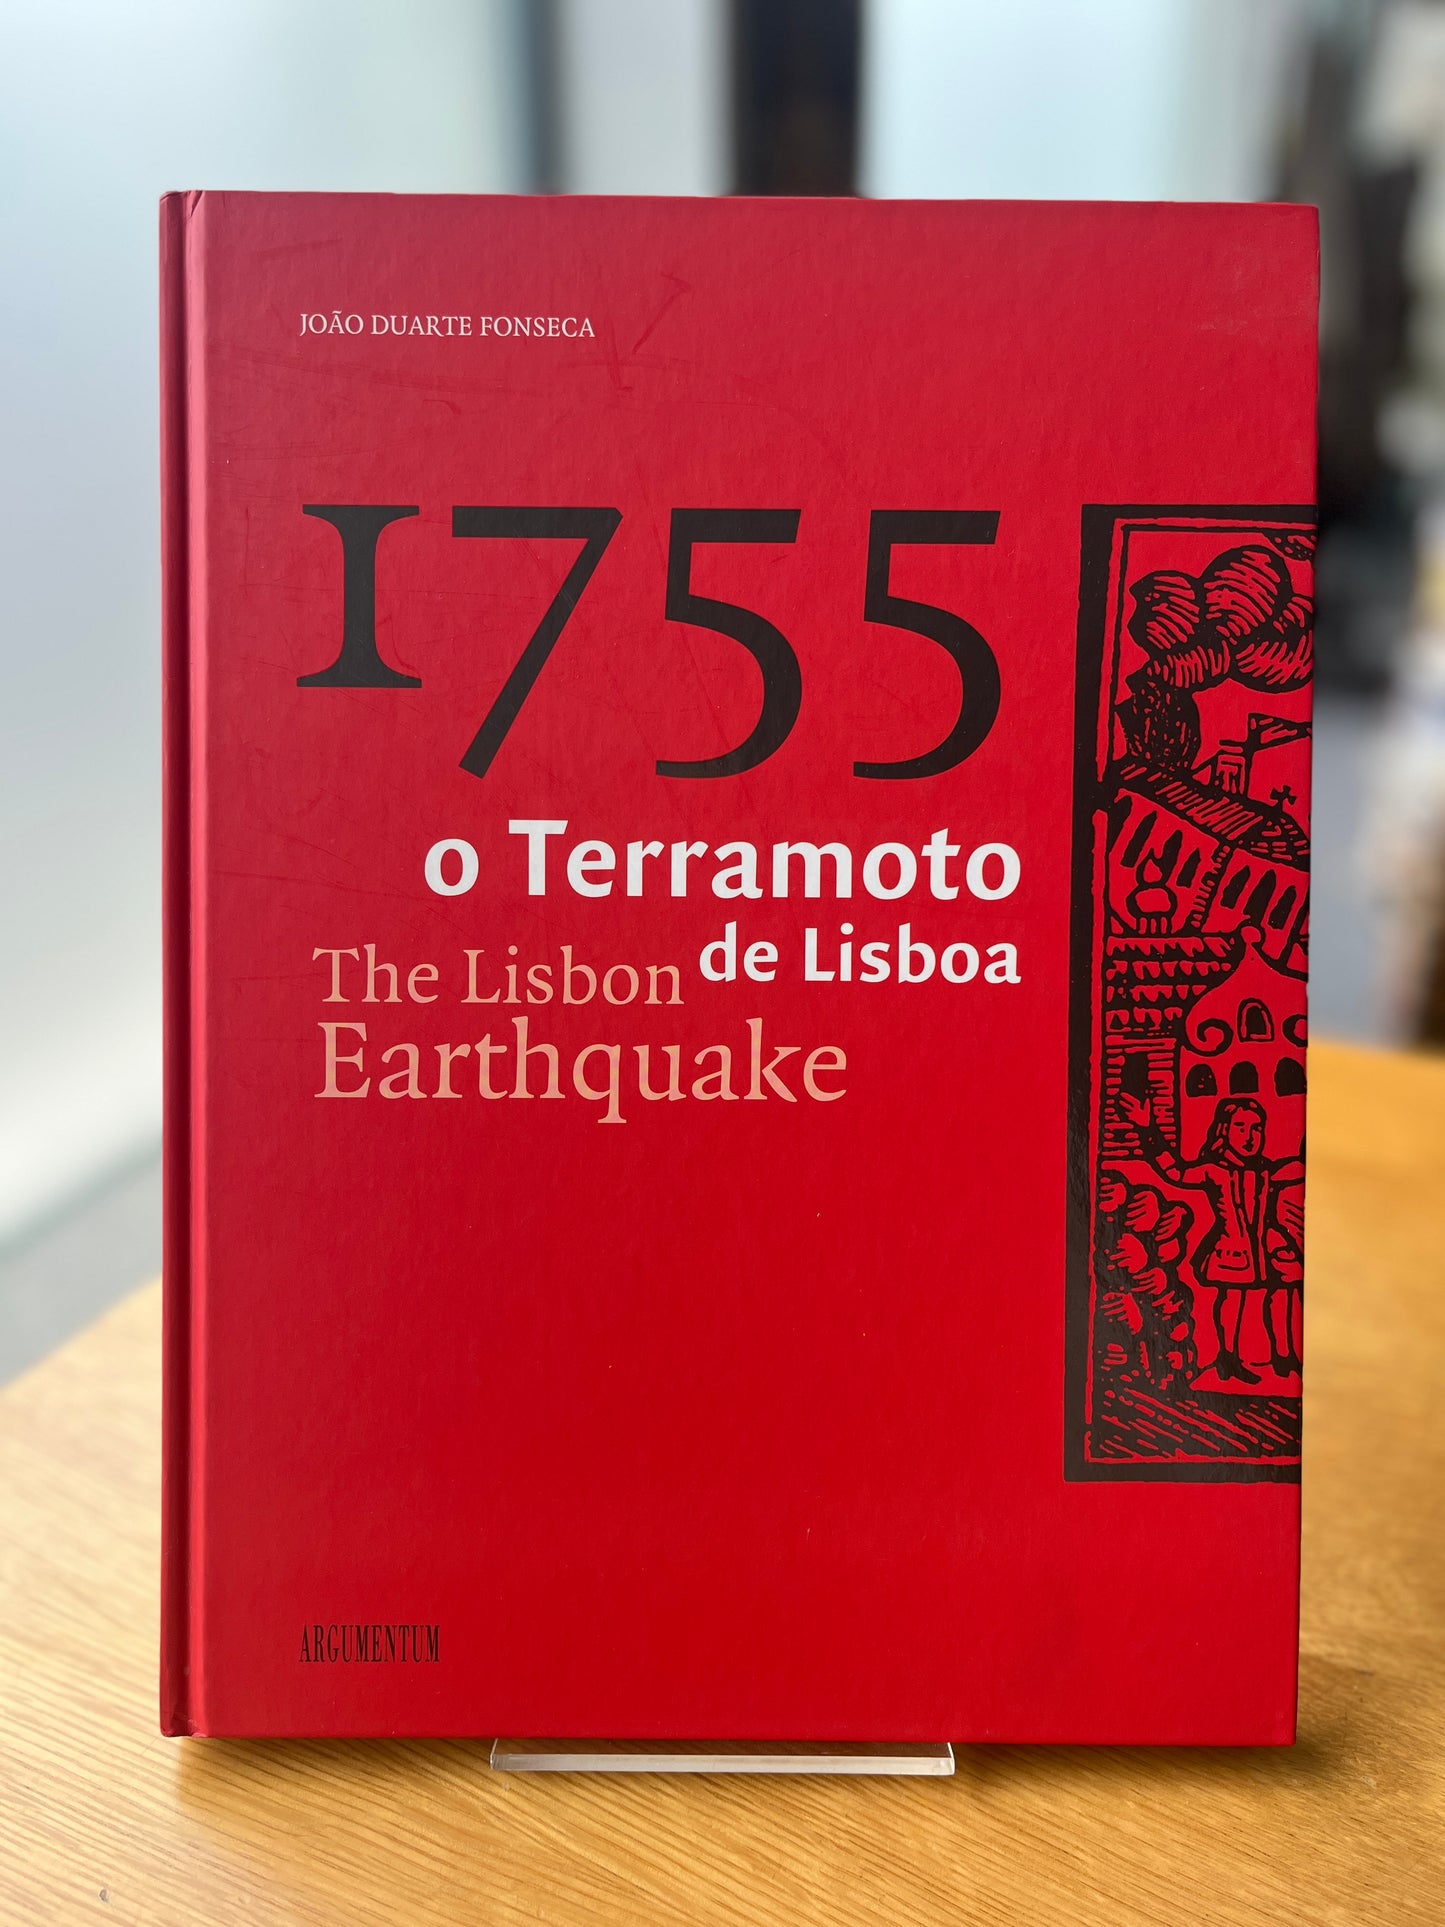 JOÃO DUARTE FONSECA
1755
o Terramoto
de Lisboa
The Lisbon
Earthquake
ARGUMENTUM